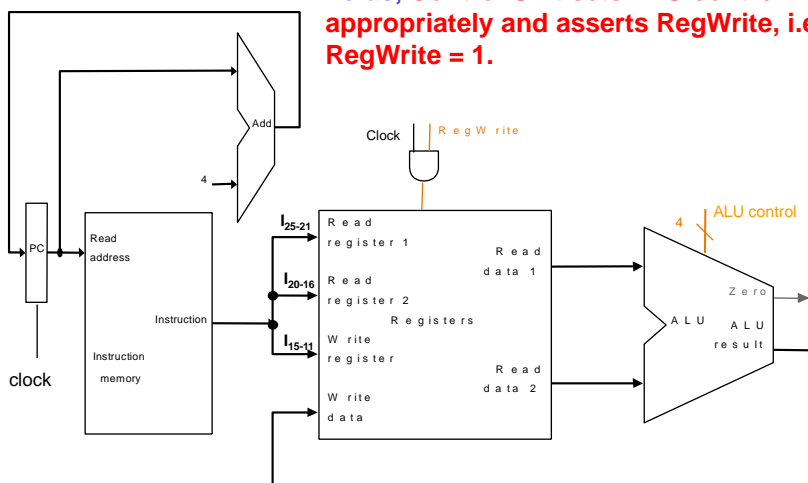 appropriately and asserts RegWrite, i.e
RegWrite = 1.
Add
Clock
RegWrite
4
I25-21
Read
register 1
4
ALU control
PC
Read
address
Read
data 1
I20-16
Read
register 2
Zero
Instruction
Registers
ALU
ALU
result
I15-11
Write
register
Instruction
memory
Read
data 2
clock
Write
data